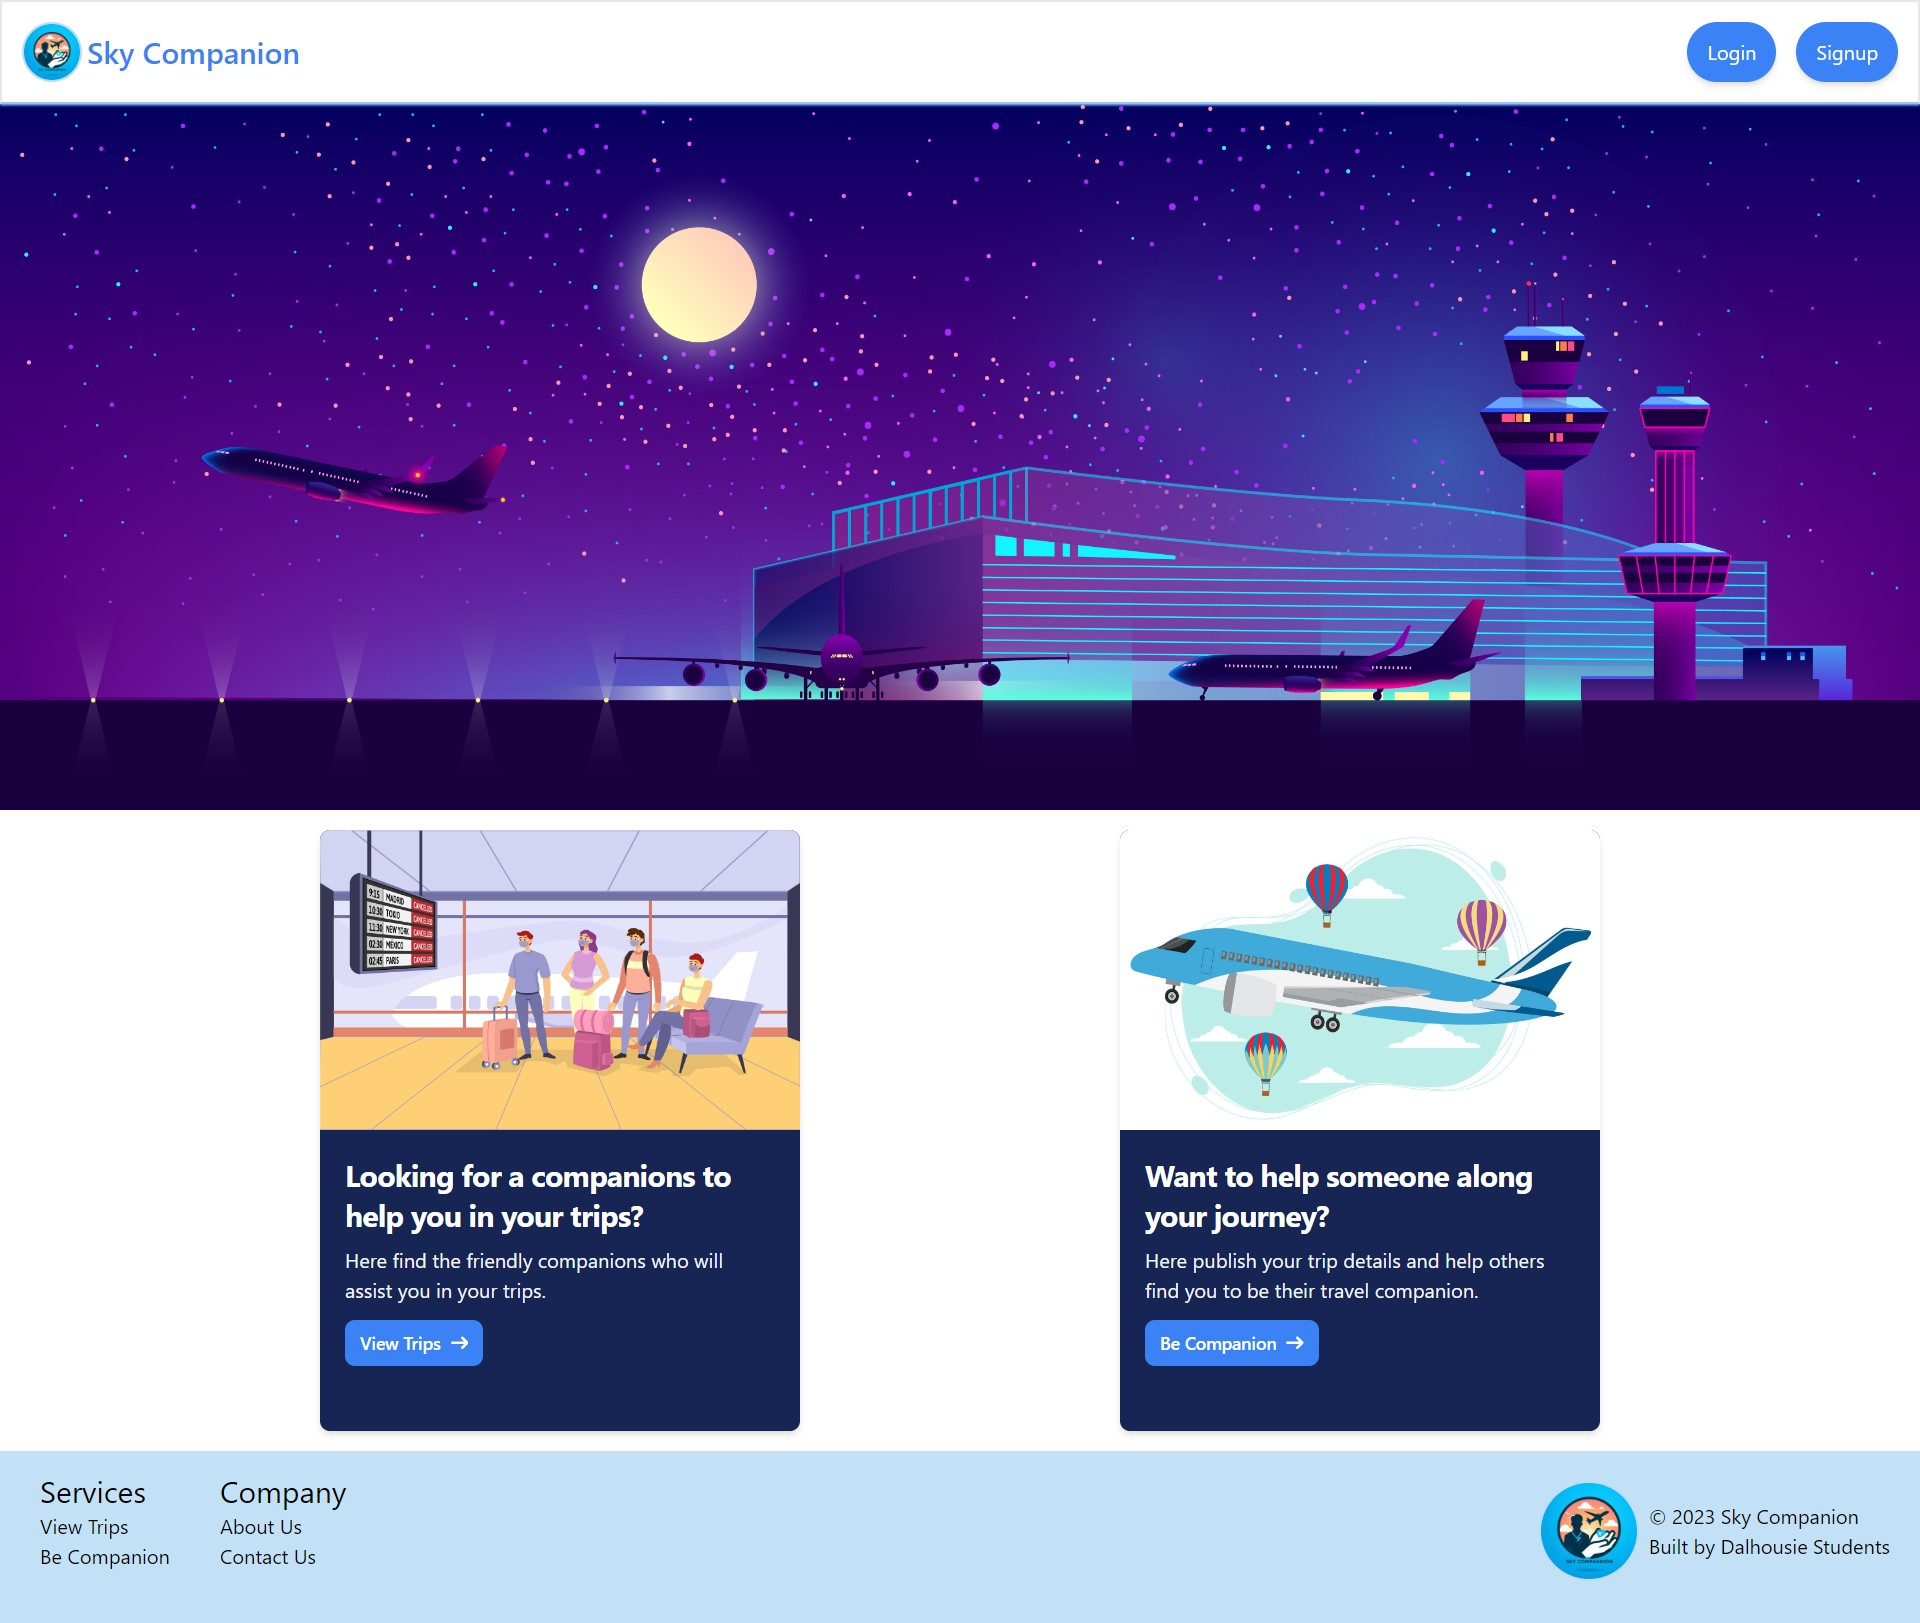 Sky Companion
Login
Signup
9:15 MADRID CANCELLED
10:30 TOKIO CANCELLED
11:30 NEW YORK CANCELLED
02:30 MEXICO CANCELLED
02:45 PARIS CANCELLED
Looking for a companions to
help you in your trips?
Here find the friendly companions who will
assist you in your trips.
View Trips →
Want to help someone along
your journey?
Here publish your trip details and help others
find you to be their travel companion.
Be Companion →
Services
View Trips
Be Companion
Company
About Us
Contact Us
SKY COMPANION
© 2023 Sky Companion
Built by Dalhousie Students